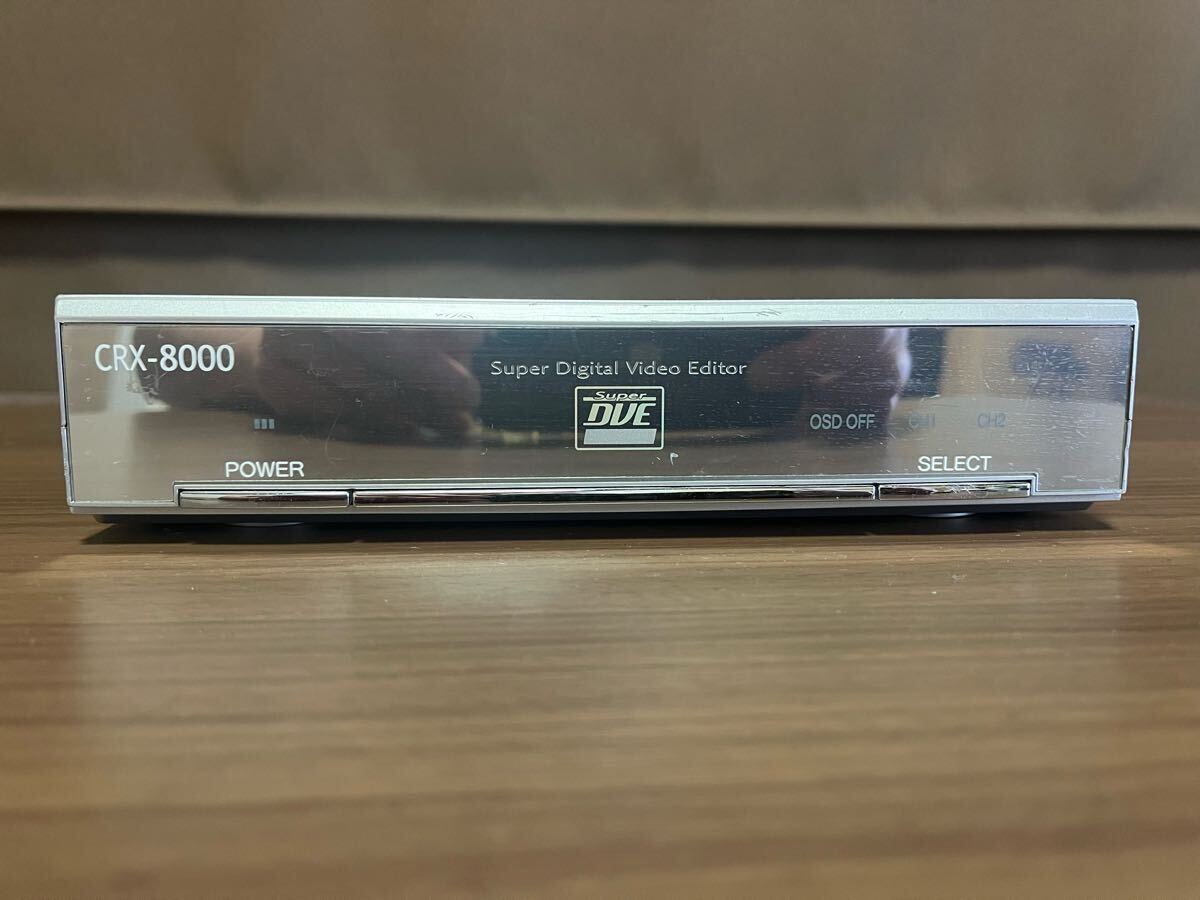 CRX-8000
Super Digital Video Editor
Super
DVE
OSD OFF CH1 CH2
POWER
SELECT